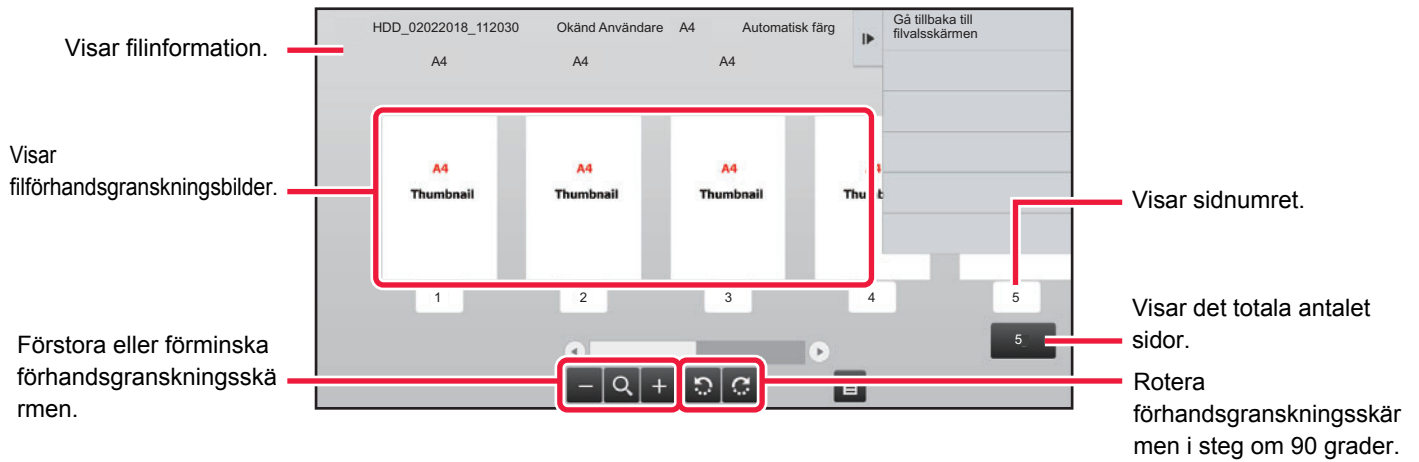 HDD_02022018_112030 Okänd Användare A4 Automatisk färg
Gå tillbaka till
filvalsskärmen
A4 A4 A4
Visar filinformation.
Visar
filförhandsgranskningsbilder.
A4 A4 A4
Thumbnail Thumbnail Thumbnail
Visar sidnumret.
1 2 3 4 5
Visar det totala antalet
sidor.
5
Förstora eller förminska
förhandsgranskningsskä
rmen.
Rotera
förhandsgranskningsskär
men i steg om 90 grader.